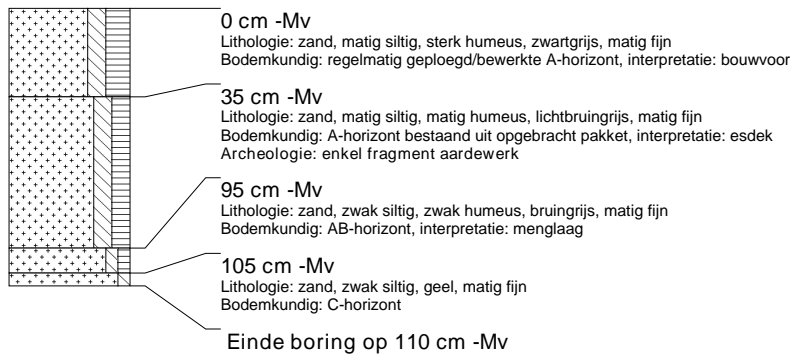 0 cm -Mv
Lithologie: zand, matig siltig, sterk humeus, zwartgrijs, matig fijn
Bodemkundig: regelmatig geploegd/bewerkte A-horizont, interpretatie: bouwvoor
35 cm -Mv
Lithologie: zand, matig siltig, matig humeus, lichtbruingrijs, matig fijn
Bodemkundig: A-horizont bestaand uit opgebracht pakket, interpretatie: esdek
Archeologie: enkel fragment aardewerk
95 cm -Mv
Lithologie: zand, zwak siltig, zwak humeus, bruingrijs, matig fijn
Bodemkundig: AB-horizont, interpretatie: menglaag
105 cm -Mv
Lithologie: zand, zwak siltig, geel, matig fijn
Bodemkundig: C-horizont
Einde boring op 110 cm -Mv